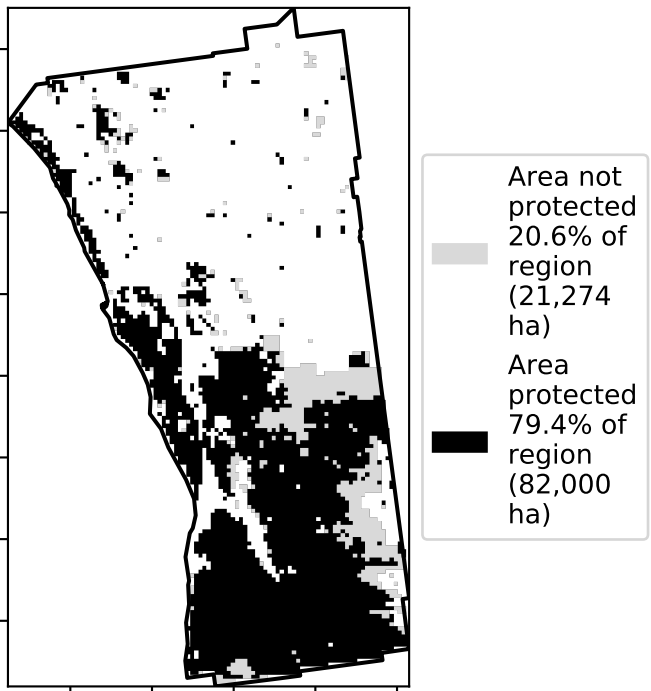 Area not
protected
20.6% of
region
(21,274
ha)
Area
protected
79.4% of
region
(82,000
ha)